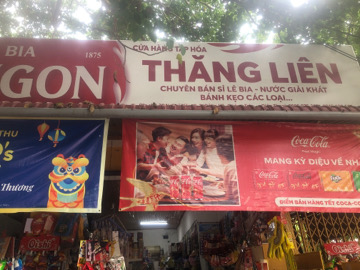 BIA
1875
GON
CỬA HÀNG TẠP HÓA
THĂNG LIÊN
CHUYÊN BÁN SỈ LẺ BIA - NƯỚC GIẢI KHÁT
BÁNH KẸO CÁC LOẠI...
THU
Thương
Coca-Cola
MANG KỲ DIỆU VỀ
ĐIỂM BÁN HÀNG TẾT COCA-CO